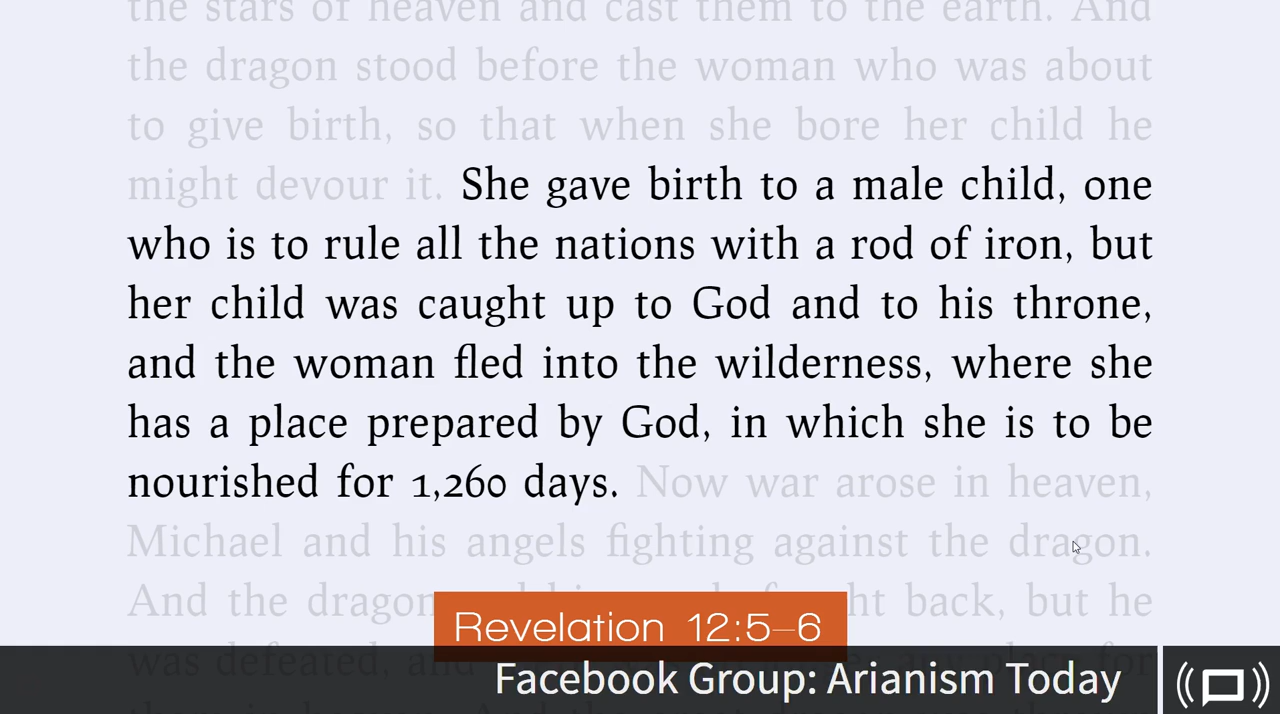 the stars of heaven and cast them to the earth. And
the dragon stood before the woman who was about
to give birth, so that when she bore her child he
might devour it. She gave birth to a male child, one
who is to rule all the nations with a rod of iron, but
her child was caught up to God and to his throne,
and the woman fled into the wilderness, where she
has a place prepared by God, in which she is to be
nourished for 1,260 days. Now war arose in heaven,
Michael and his angels fighting against the dragon.
And the dragon back, but he
Revelation 12:5–6
was defeated, and
Facebook Group: Arianism Today